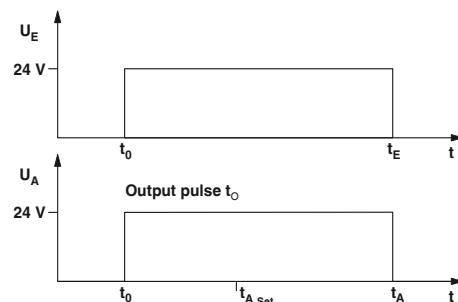 U_E
24 V
t_0
t_E
t
U_A
Output pulse t_O
24 V
t_0
t_A Set
t_A
t